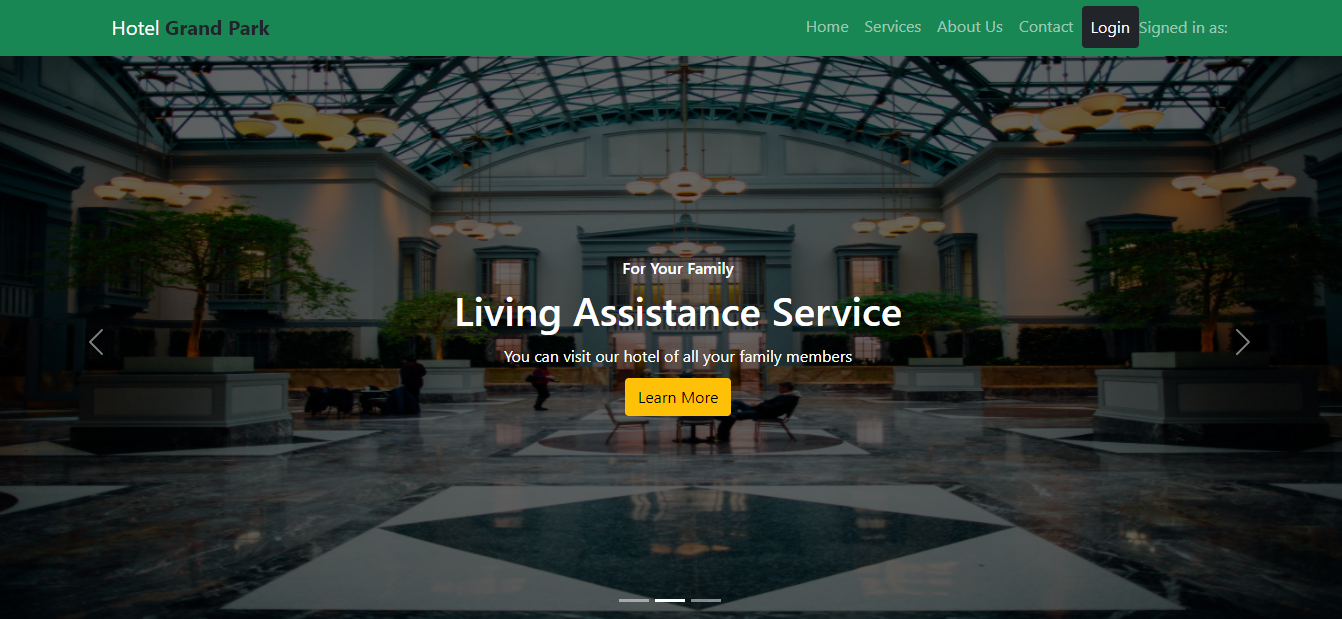 Hotel Grand Park
Home Services About Us Contact Login Signed in as:
For Your Family
Living Assistance Service
You can visit our hotel of all your family members
Learn More